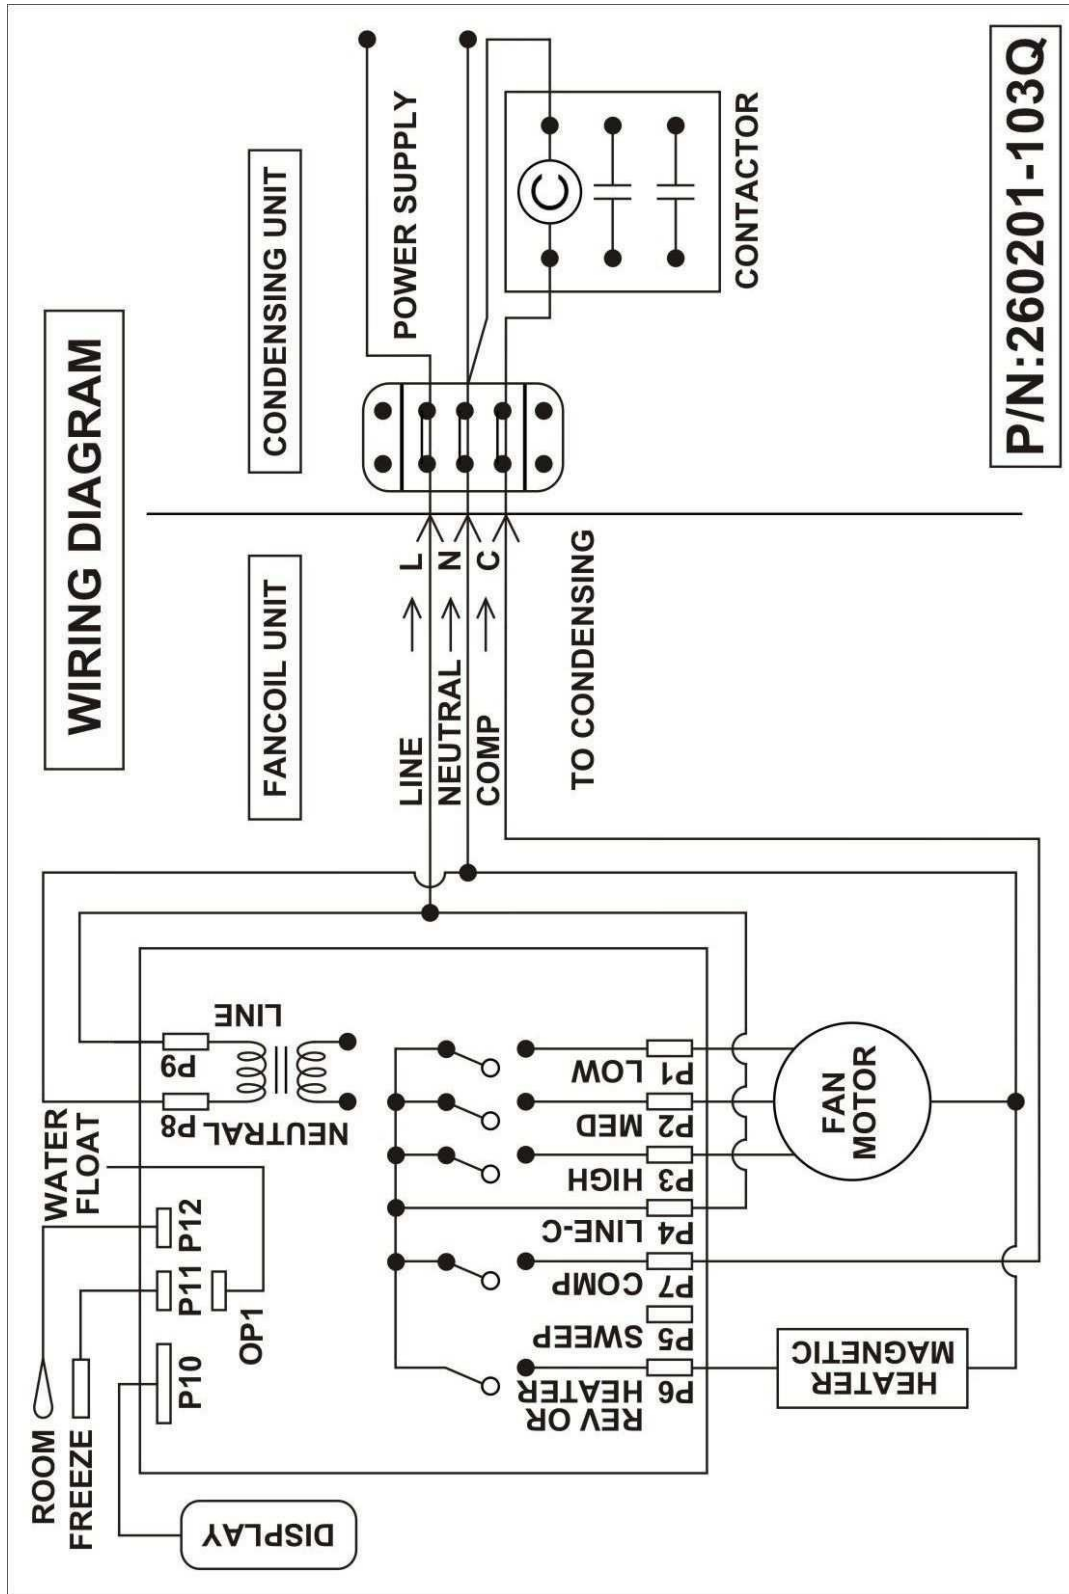 WIRING DIAGRAM
FANCOIL UNIT
CONDENSING UNIT
ROOM
FREEZE
WATER
FLOAT
DISPLAY
P10
P11
P12
OP1
P8
P9
NEUTRAL
LINE
REV OR
HEATER
P6
SWEEP
P5
COMP
P7
LINE-C
P4
HIGH
P3
MED
P2
LOW
P1
HEATER
MAGNETIC
FAN
MOTOR
LINE
L
NEUTRAL
N
COMP
C
TO CONDENSING
POWER SUPPLY
C
CONTACTOR
P/N:260201-103Q